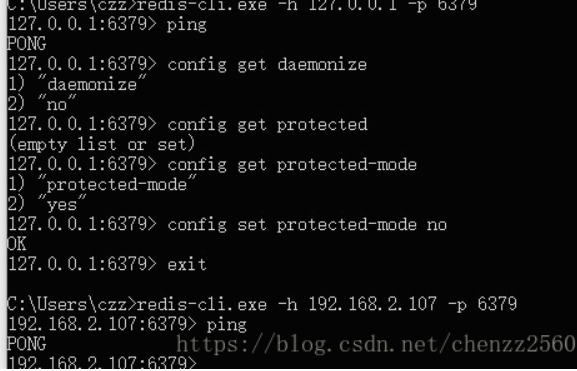 C:\Users\czz>redis-cli.exe -h 127.0.0.1 -p 6379
127.0.0.1:6379> ping
PONG
127.0.0.1:6379> config get daemonize
1) "daemonize"
2) "no"
127.0.0.1:6379> config get protected
(empty list or set)
127.0.0.1:6379> config get protected-mode
1) "protected-mode"
2) "yes"
127.0.0.1:6379> config set protected-mode no
OK
127.0.0.1:6379> exit
C:\Users\czz>redis-cli.exe -h 192.168.2.107 -p 6379
192.168.2.107:6379> ping
PONG
https://blog.csdn.net/chenzz2560
192.168.2.107:6379>